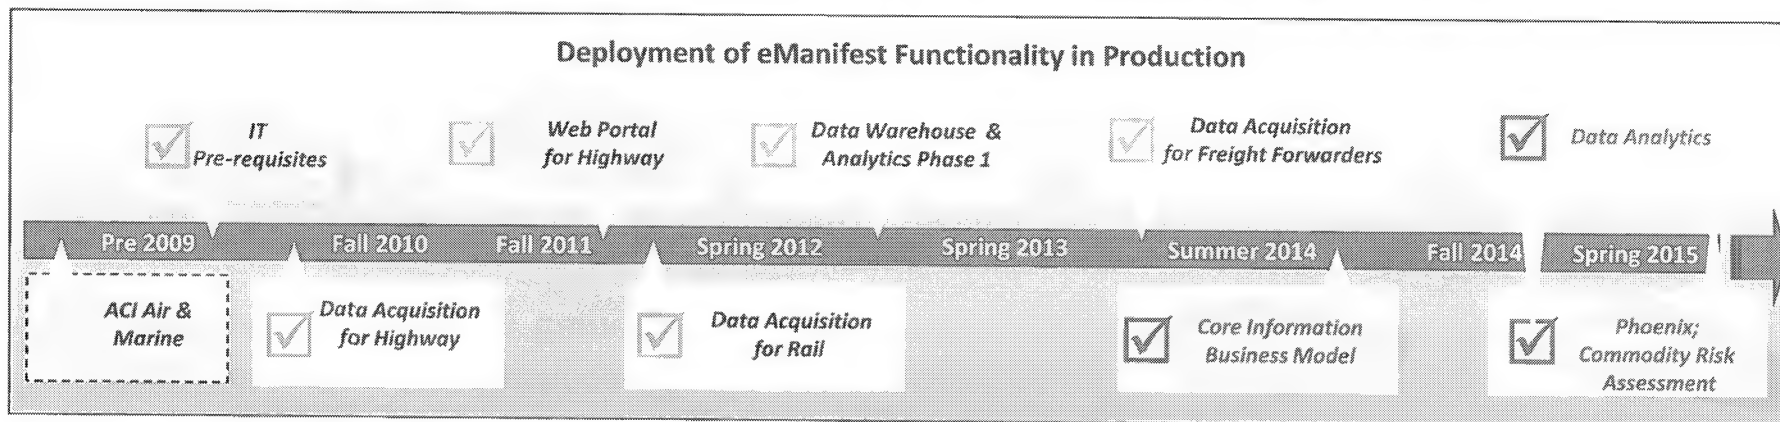 Deployment of eManifest Functionality in Production
IT
Pre-requisites
Web Portal
for Highway
Data Warehouse &
Analytics Phase 1
Data Acquisition
for Freight Forwarders
Data Analytics
Pre 2009
Fall 2010
Fall 2011
Spring 2012
Spring 2013
Summer 2014
Fall 2014
Spring 2015
ACI Air &
Marine
Data Acquisition
for Highway
Data Acquisition
for Rail
Core Information
Business Model
Phoenix;
Commodity Risk
Assessment